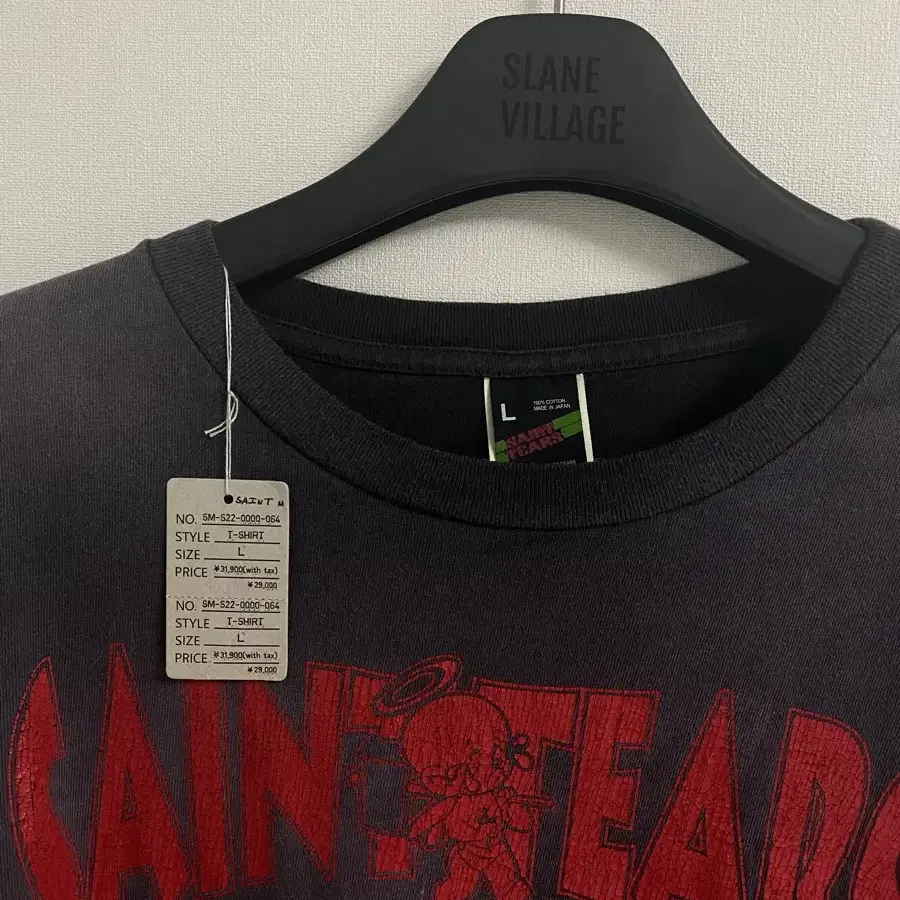 SLANE
VILLAGE
L
100% COTTON
MADE IN JAPAN
SAINT
TEARS
SAINT M
NO. SM-S22-0000-064
STYLE T-SHIRT
SIZE L
PRICE ¥31,900(with tax)
¥29,000
NO. SM-S22-0000-064
STYLE T-SHIRT
SIZE L
PRICE ¥31,900(with tax)
¥29,000
SAINT TEARS